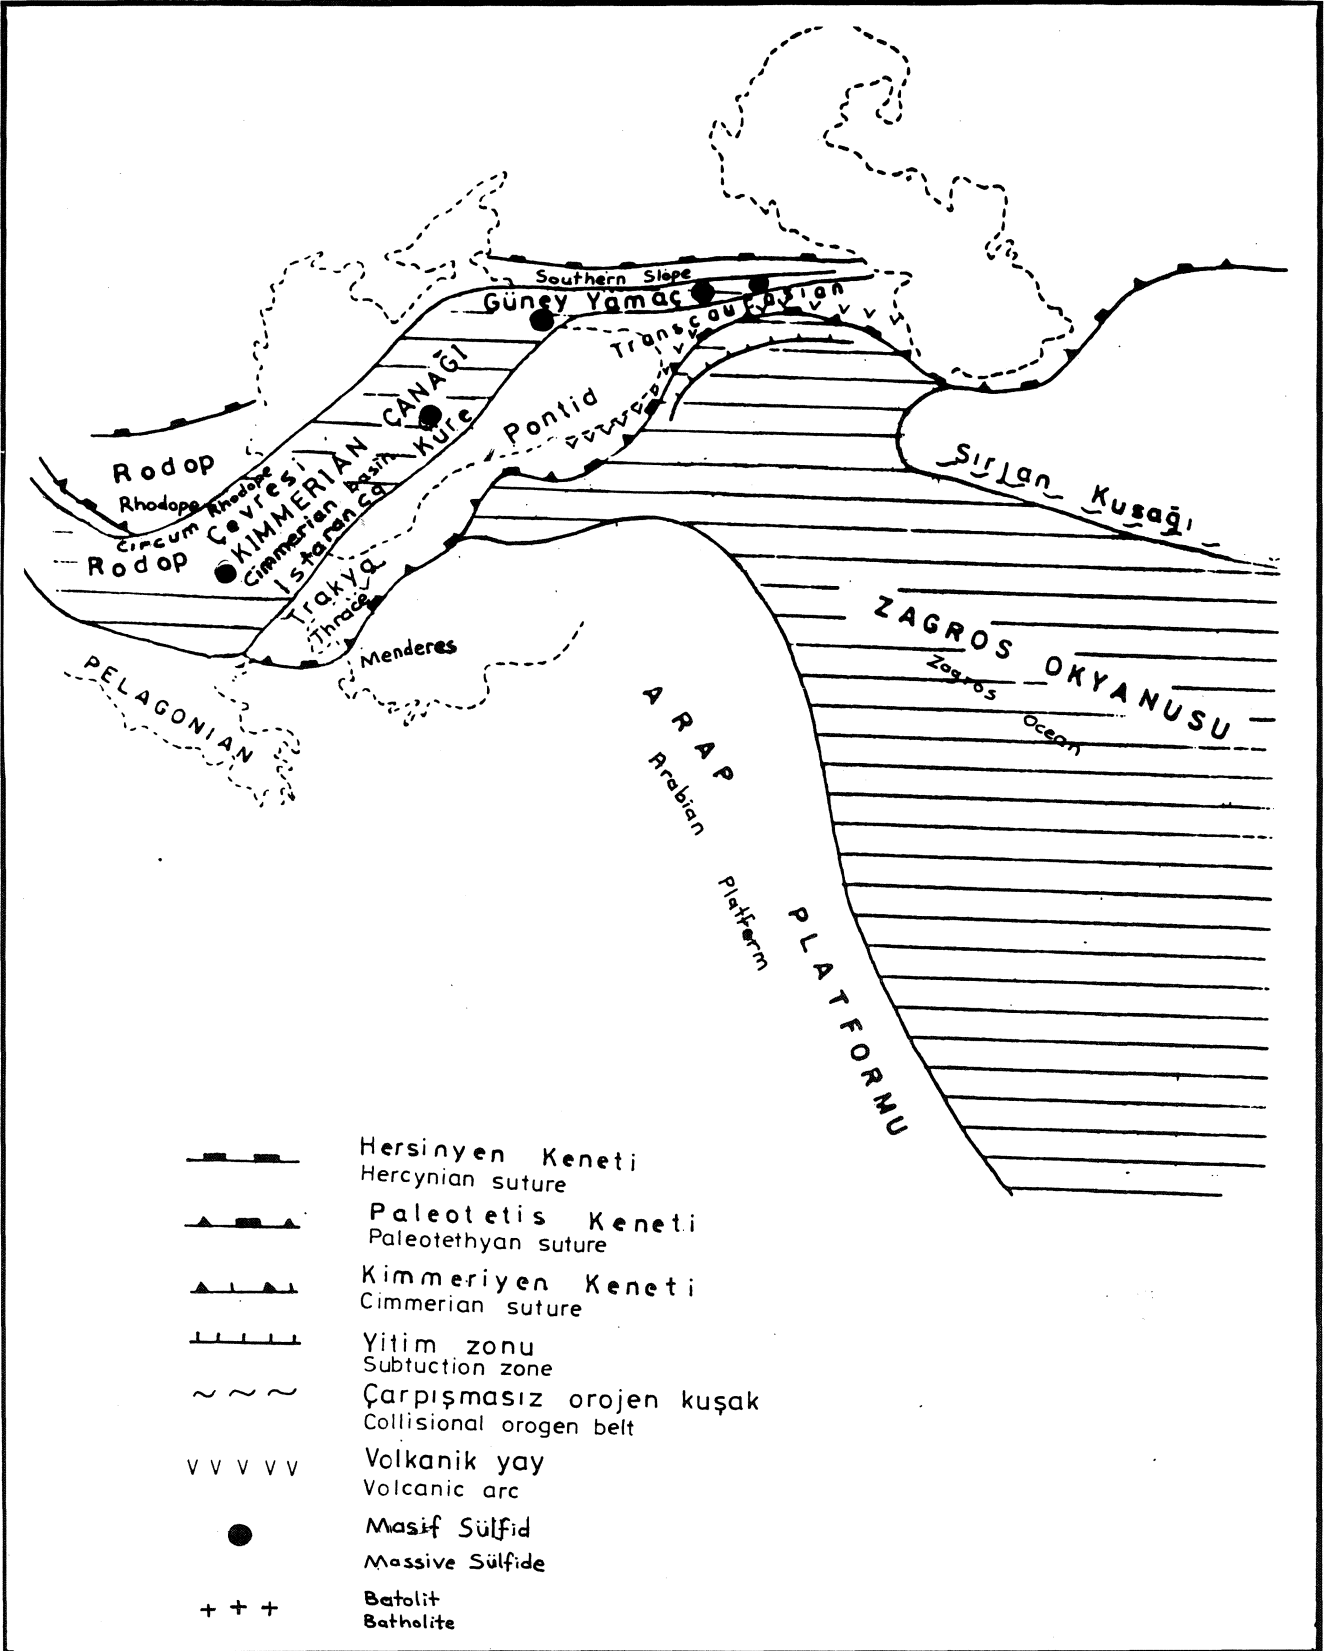 Southern Slope
Güney Yamaç
Transcaucasian
KIMMERIAN ÇANAĞI
Cimmerian basin
Küre
Pontid
Rodop
Rhodope
Circum Rhodope
Çevresi
Rodop
Istaranca
Trakya
Thrace
Menderes
PELAGONIAN
Sırjan Kuşağı
ZAGROS OKYANUSU
Zagros Ocean
ARAP PLATFORMU
Arabian Platform
Hersinyen Keneti
Hercynian suture
Paleotetis Keneti
Paleotethyan suture
Kimmeriyen Keneti
Cimmerian suture
Yitim zonu
Subtuction zone
Çarpışmasız orojen kuşak
Collisional orogen belt
Volkanik yay
Volcanic arc
Masif Sülfid
Massive Sülfide
Batolit
Batholite
V V V V V